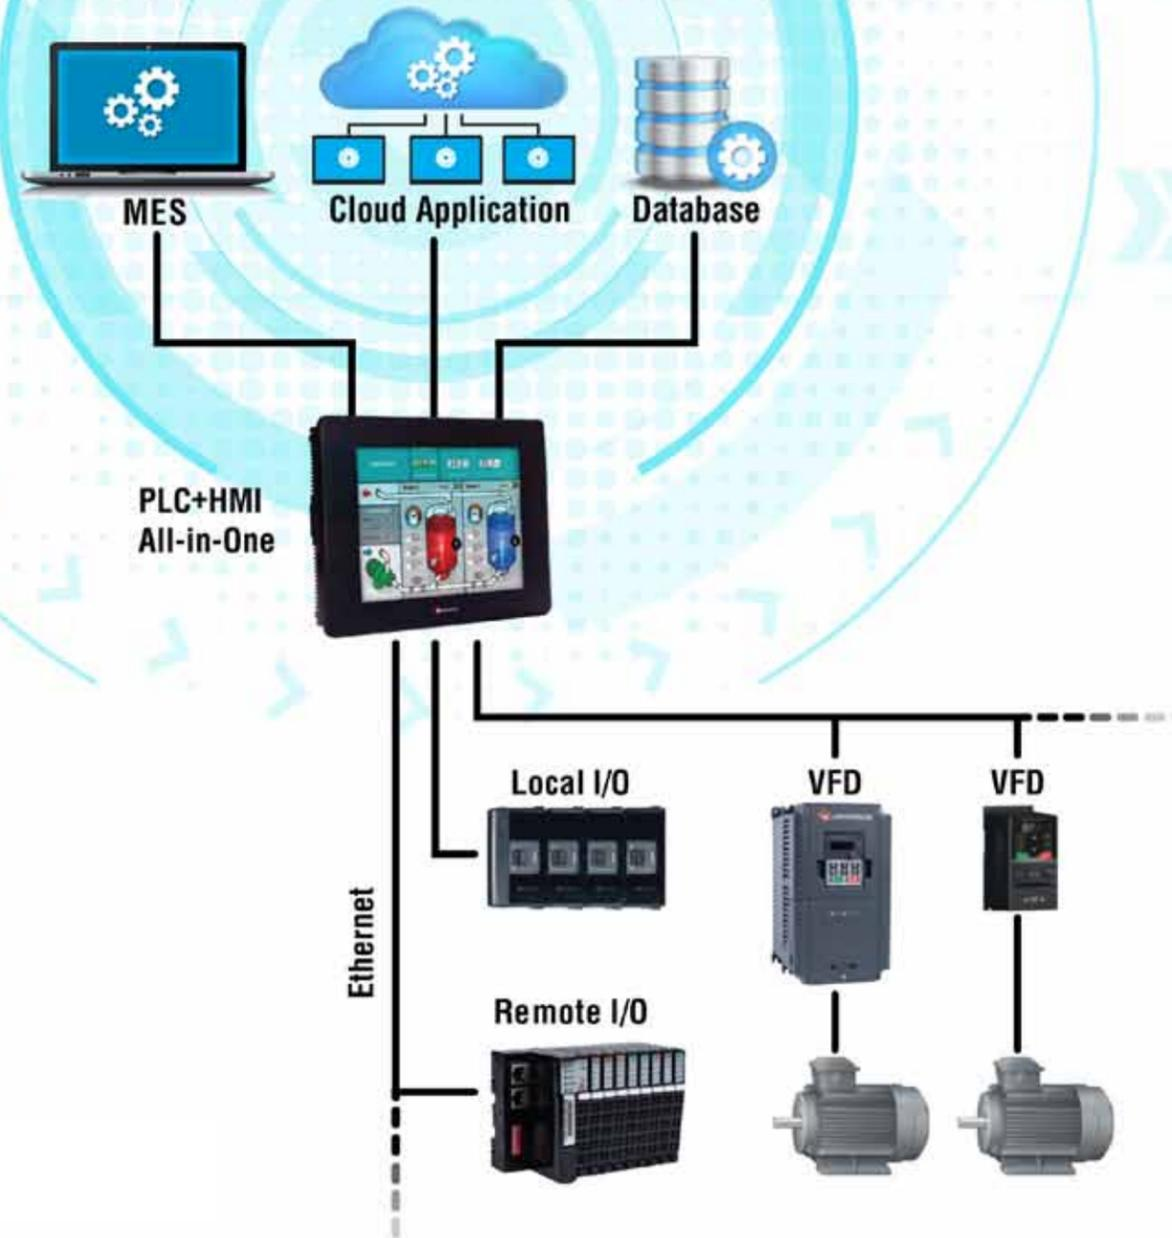 MES
Cloud Application
Database
PLC+HMI
All-in-One
Local I/O
VFD
VFD
Ethernet
Remote I/O